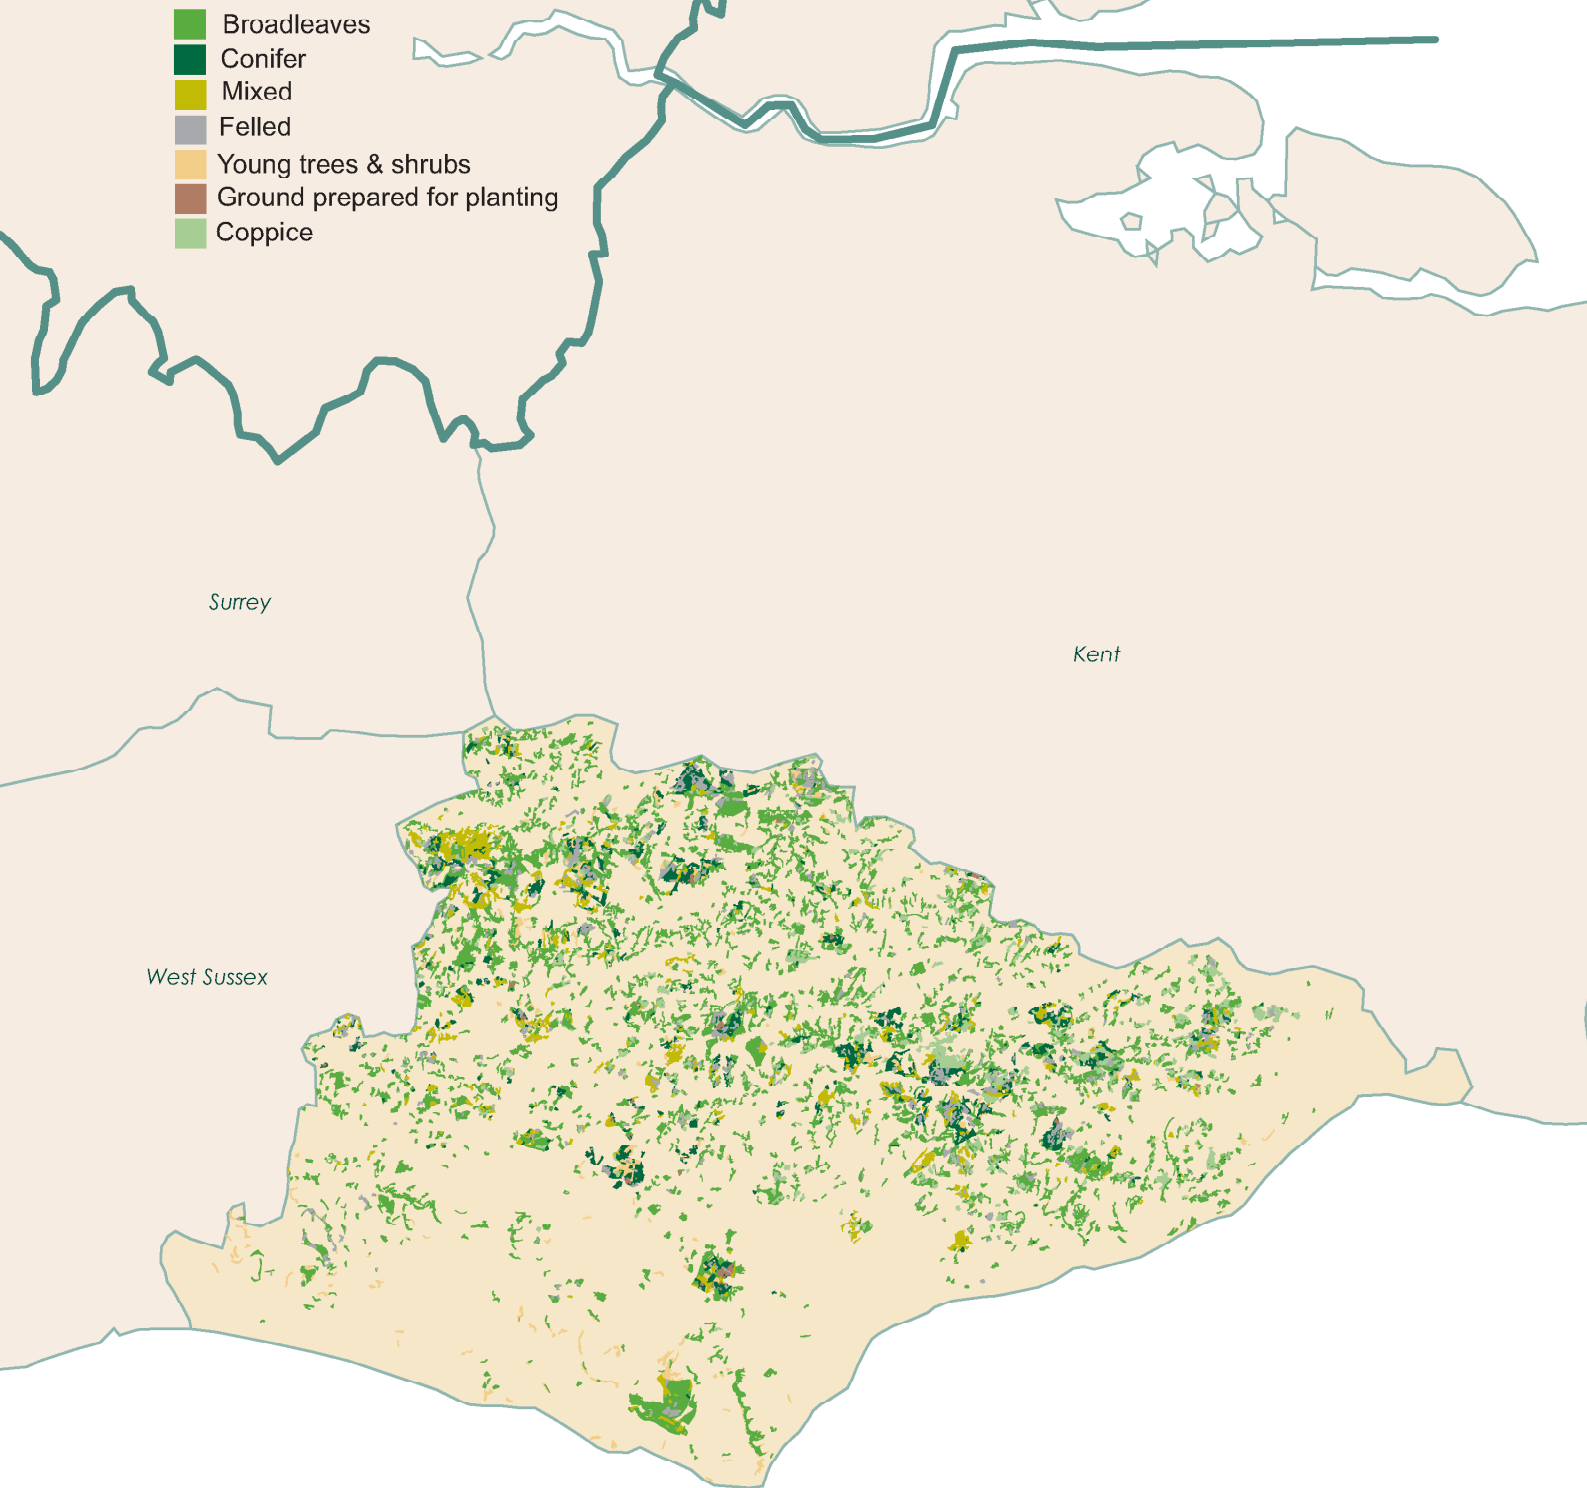 Broadleaves
Conifer
Mixed
Felled
Young trees & shrubs
Ground prepared for planting
Coppice
Surrey
Kent
West Sussex